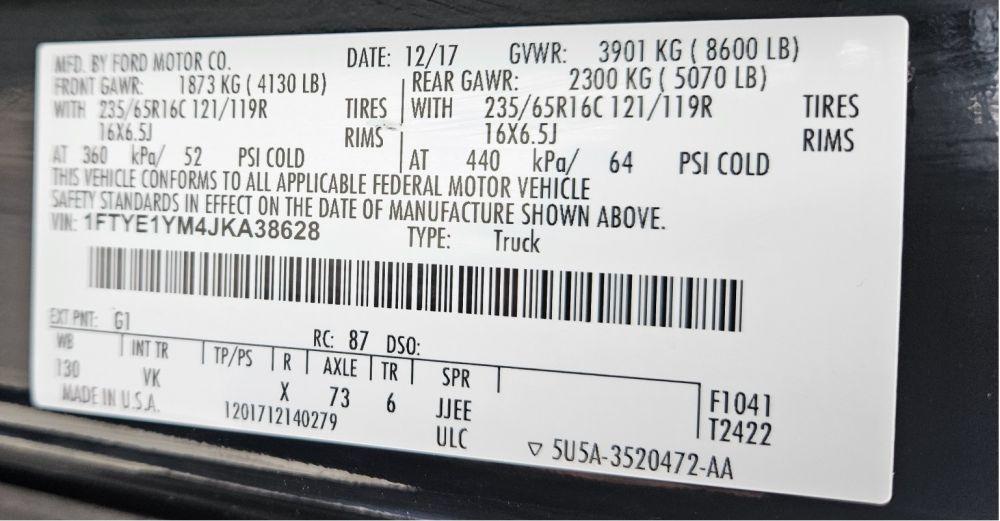 MFD. BY FORD MOTOR CO. DATE: 12/17 GVWR: 3901 KG ( 8600 LB)
FRONT GAWR: 1873 KG ( 4130 LB) REAR GAWR: 2300 KG ( 5070 LB)
WITH 235/65R16C 121/119R TIRES WITH 235/65R16C 121/119R TIRES
16X6.5J RIMS 16X6.5J RIMS
AT 360 kPa/ 52 PSI COLD AT 440 kPa/ 64 PSI COLD
THIS VEHICLE CONFORMS TO ALL APPLICABLE FEDERAL MOTOR VEHICLE
SAFETY STANDARDS IN EFFECT ON THE DATE OF MANUFACTURE SHOWN ABOVE.
VIN: 1FTYE1YM4JKA38628 TYPE: Truck
EXT PNT: G1 RC: 87 DSO:
WB INT TR TP/PS R AXLE TR SPR
130 VK X 73 6 JJEE F1041
MADE IN U.S.A. 1201712140279 ULC T2422
▽ 5U5A-3520472-AA